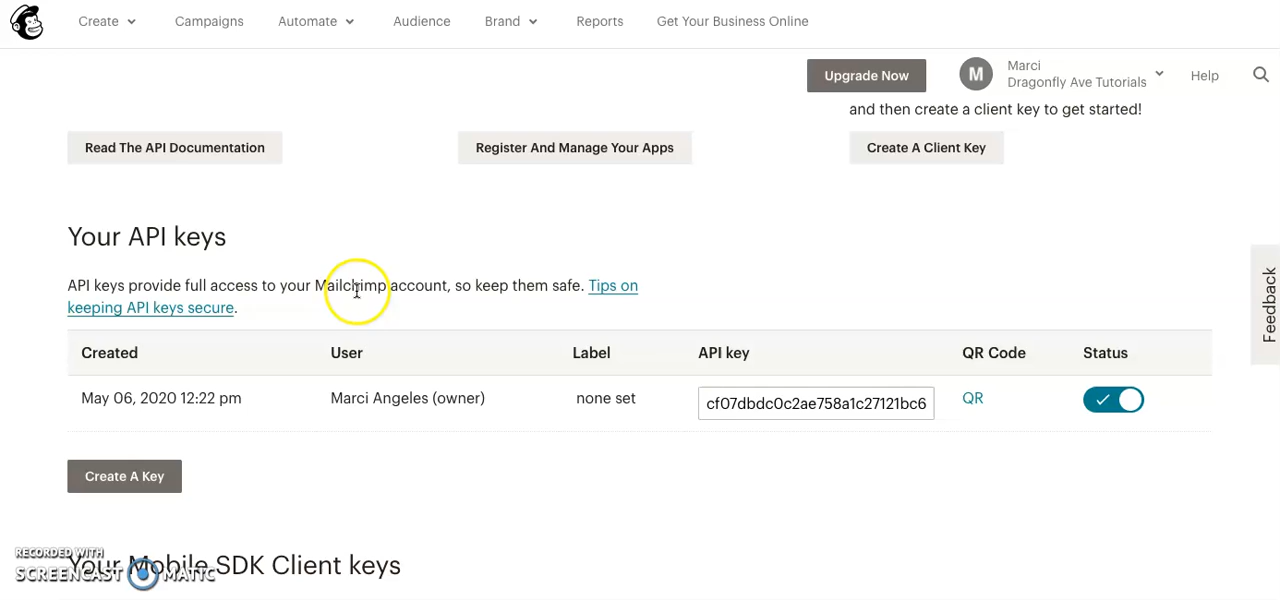 Create Campaigns Automate Audience Brand Reports Get Your Business Online
Upgrade Now M Marci Help
Dragonfly Ave Tutorials
and then create a client key to get started!
Read The API Documentation Register And Manage Your Apps Create A Client Key
Your API keys
API keys provide full access to your Mailchimp account, so keep them safe. Tips on
keeping API keys secure.
Created User Label API key QR Code Status
May 06, 2020 12:22 pm Marci Angeles (owner) none set cf07dbdc0c2ae758a1c27121bc6 QR
Create A Key
Your Mobile SDK Client keys
RECORDED WITH
SCREENCAST MATIC
Feedback